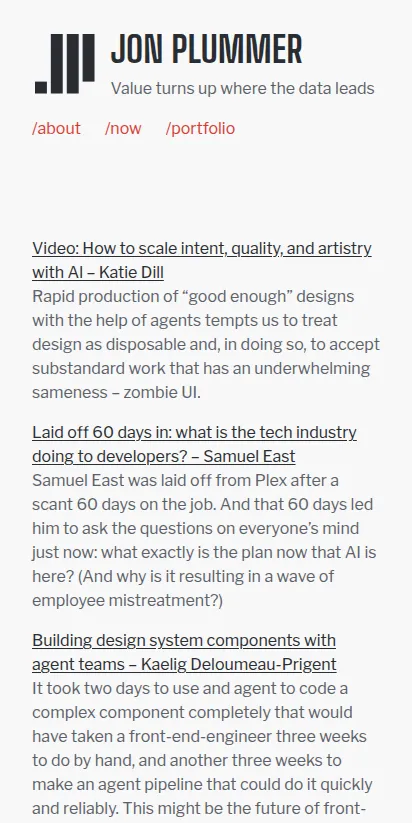 JON PLUMMER
Value turns up where the data leads
/about /now /portfolio
Video: How to scale intent, quality, and artistry
with AI – Katie Dill
Rapid production of “good enough” designs
with the help of agents tempts us to treat
design as disposable and, in doing so, to accept
substandard work that has an underwhelming
sameness – zombie UI.
Laid off 60 days in: what is the tech industry
doing to developers? – Samuel East
Samuel East was laid off from Plex after a
scant 60 days on the job. And that 60 days led
him to ask the questions on everyone’s mind
just now: what exactly is the plan now that AI is
here? (And why is it resulting in a wave of
employee mistreatment?)
Building design system components with
agent teams – Kaelig Deloumeau-Prigent
It took two days to use and agent to code a
complex component completely that would
have taken a front-end-engineer three weeks
to do by hand, and another three weeks to
make an agent pipeline that could do it quickly
and reliably. This might be the future of front-